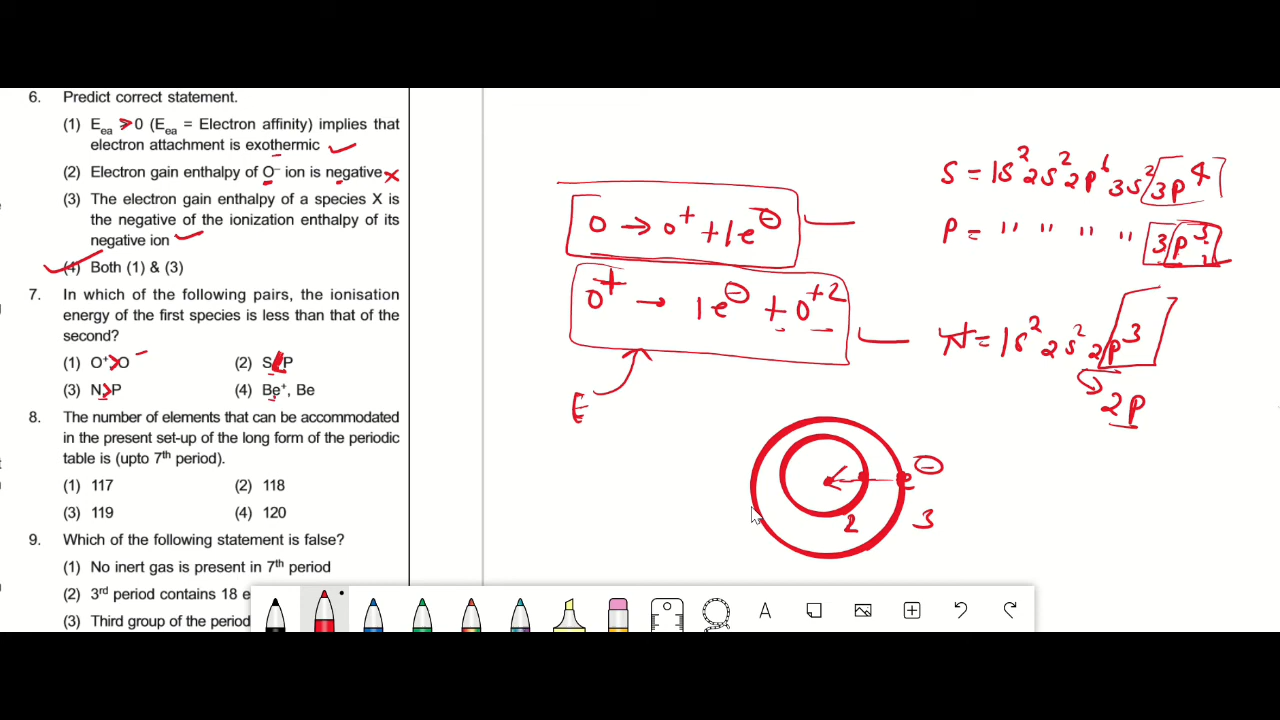 6. Predict correct statement.
(1) Eea > 0 (Eea = Electron affinity) implies that
electron attachment is exothermic ✓
(2) Electron gain enthalpy of O⁻ ion is negative ×
(3) The electron gain enthalpy of a species X is
the negative of the ionization enthalpy of its
negative ion ✓
✓ (4) Both (1) & (3)
7. In which of the following pairs, the ionisation
energy of the first species is less than that of the
second?
(1) O⁺ > O⁻ (2) S < P
(3) N > P (4) Be⁺, Be
8. The number of elements that can be accommodated
in the present set-up of the long form of the periodic
table is (upto 7th period).
(1) 117 (2) 118
(3) 119 (4) 120
9. Which of the following statement is false?
(1) No inert gas is present in 7th period
(2) 3rd period contains 18 e
(3) Third group of the period
O → O⁺ + 1e⊖
O⁺ → 1e⊖ + O⁺²
E
S = 1s² 2s² 2p⁶ 3s² 3p⁴
P = " " " " 3p³
N = 1s² 2s² 2p³
2p
e⊖
2 3
A